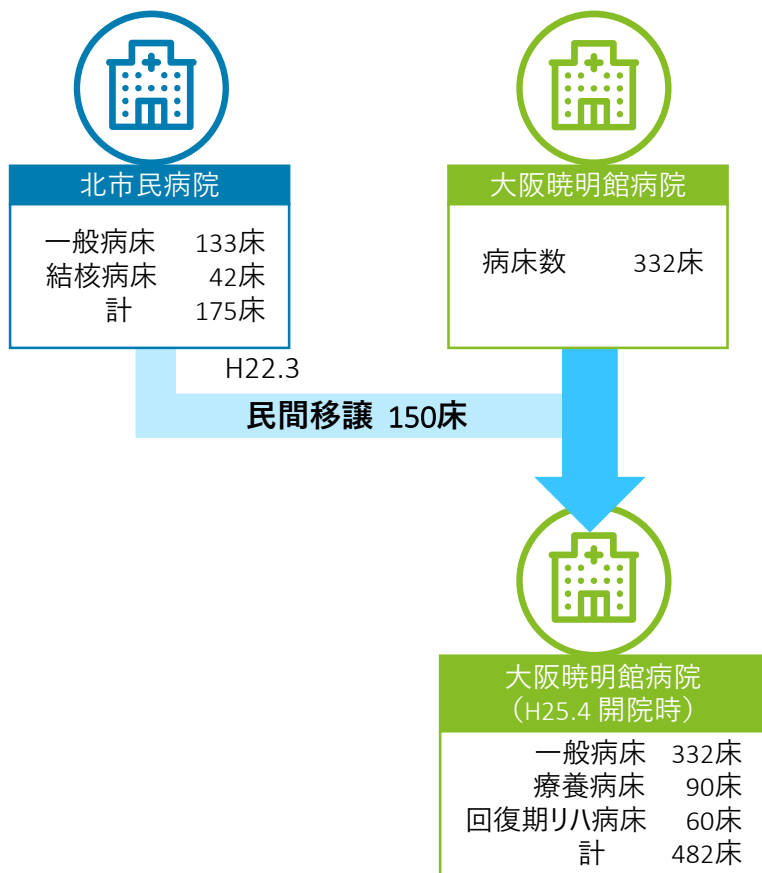 北市民病院
一般病床 133床
結核病床 42床
計 175床
大阪暁明館病院
病床数 332床
H22.3
民間移譲 150床
大阪暁明館病院
（H25.4 開院時）
一般病床 332床
療養病床 90床
回復期リハ病床 60床
計 482床